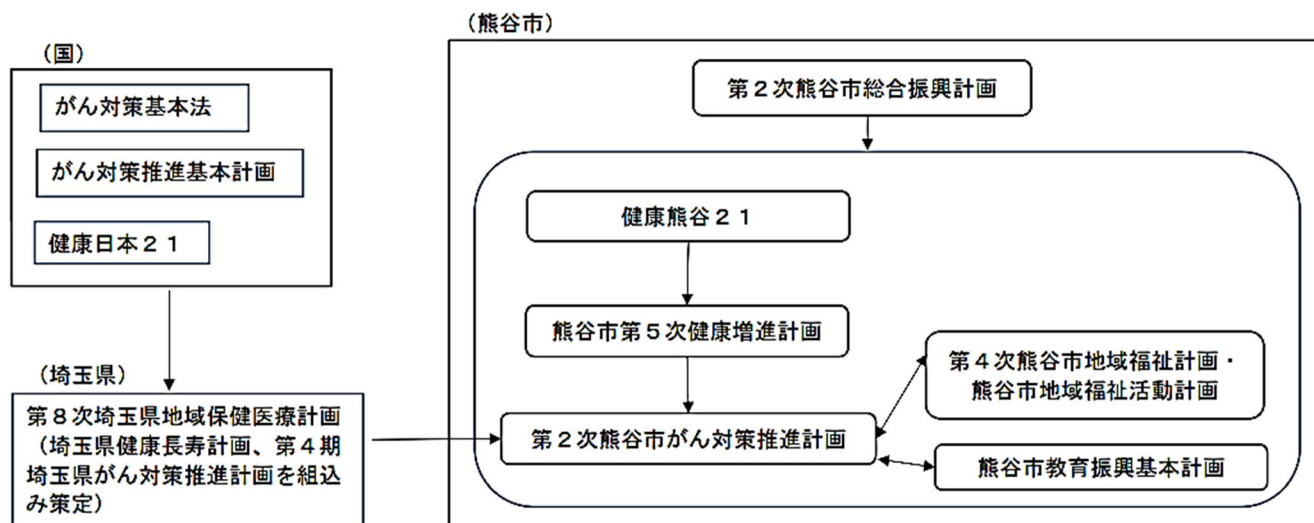 （国）
がん対策基本法
がん対策推進基本計画
健康日本２１
（埼玉県）
第８次埼玉県地域保健医療計画
（埼玉県健康長寿計画、第４期
埼玉県がん対策推進計画を組込
み策定）
（熊谷市）
第２次熊谷市総合振興計画
健康熊谷２１
熊谷市第５次健康増進計画
第２次熊谷市がん対策推進計画
第４次熊谷市地域福祉計画・
熊谷市地域福祉活動計画
熊谷市教育振興基本計画